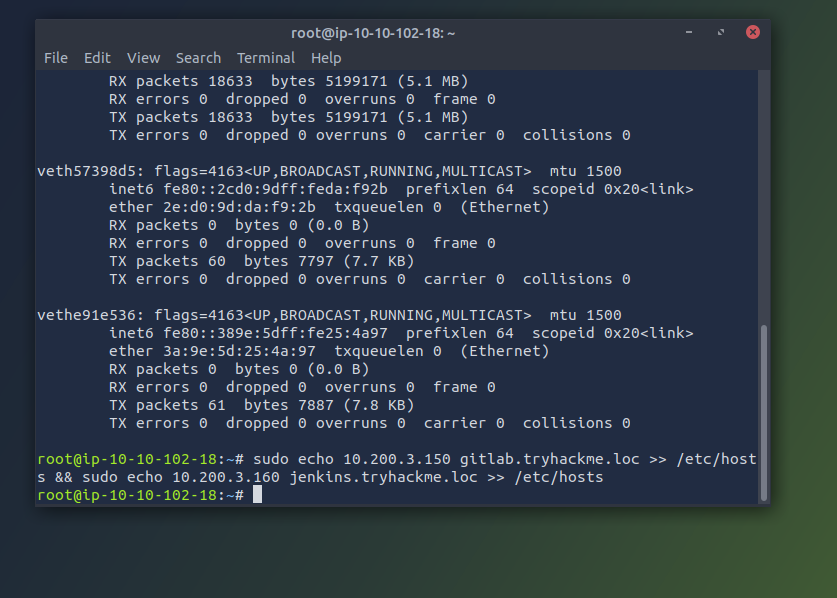 root@ip-10-10-102-18: ~
File Edit View Search Terminal Help
RX packets 18633  bytes 5199171 (5.1 MB)
RX errors 0  dropped 0  overruns 0  frame 0
TX packets 18633  bytes 5199171 (5.1 MB)
TX errors 0  dropped 0 overruns 0  carrier 0  collisions 0
veth57398d5: flags=4163<UP,BROADCAST,RUNNING,MULTICAST>  mtu 1500
inet6 fe80::2cd0:9dff:feda:f92b  prefixlen 64  scopeid 0x20<link>
ether 2e:d0:9d:da:f9:2b  txqueuelen 0  (Ethernet)
RX packets 0  bytes 0 (0.0 B)
RX errors 0  dropped 0  overruns 0  frame 0
TX packets 60  bytes 7797 (7.7 KB)
TX errors 0  dropped 0 overruns 0  carrier 0  collisions 0
vethe91e536: flags=4163<UP,BROADCAST,RUNNING,MULTICAST>  mtu 1500
inet6 fe80::389e:5dff:fe25:4a97  prefixlen 64  scopeid 0x20<link>
ether 3a:9e:5d:25:4a:97  txqueuelen 0  (Ethernet)
RX packets 0  bytes 0 (0.0 B)
RX errors 0  dropped 0  overruns 0  frame 0
TX packets 61  bytes 7887 (7.8 KB)
TX errors 0  dropped 0 overruns 0  carrier 0  collisions 0
root@ip-10-10-102-18:~# sudo echo 10.200.3.150 gitlab.tryhackme.loc >> /etc/host
s && sudo echo 10.200.3.160 jenkins.tryhackme.loc >> /etc/hosts
root@ip-10-10-102-18:~#